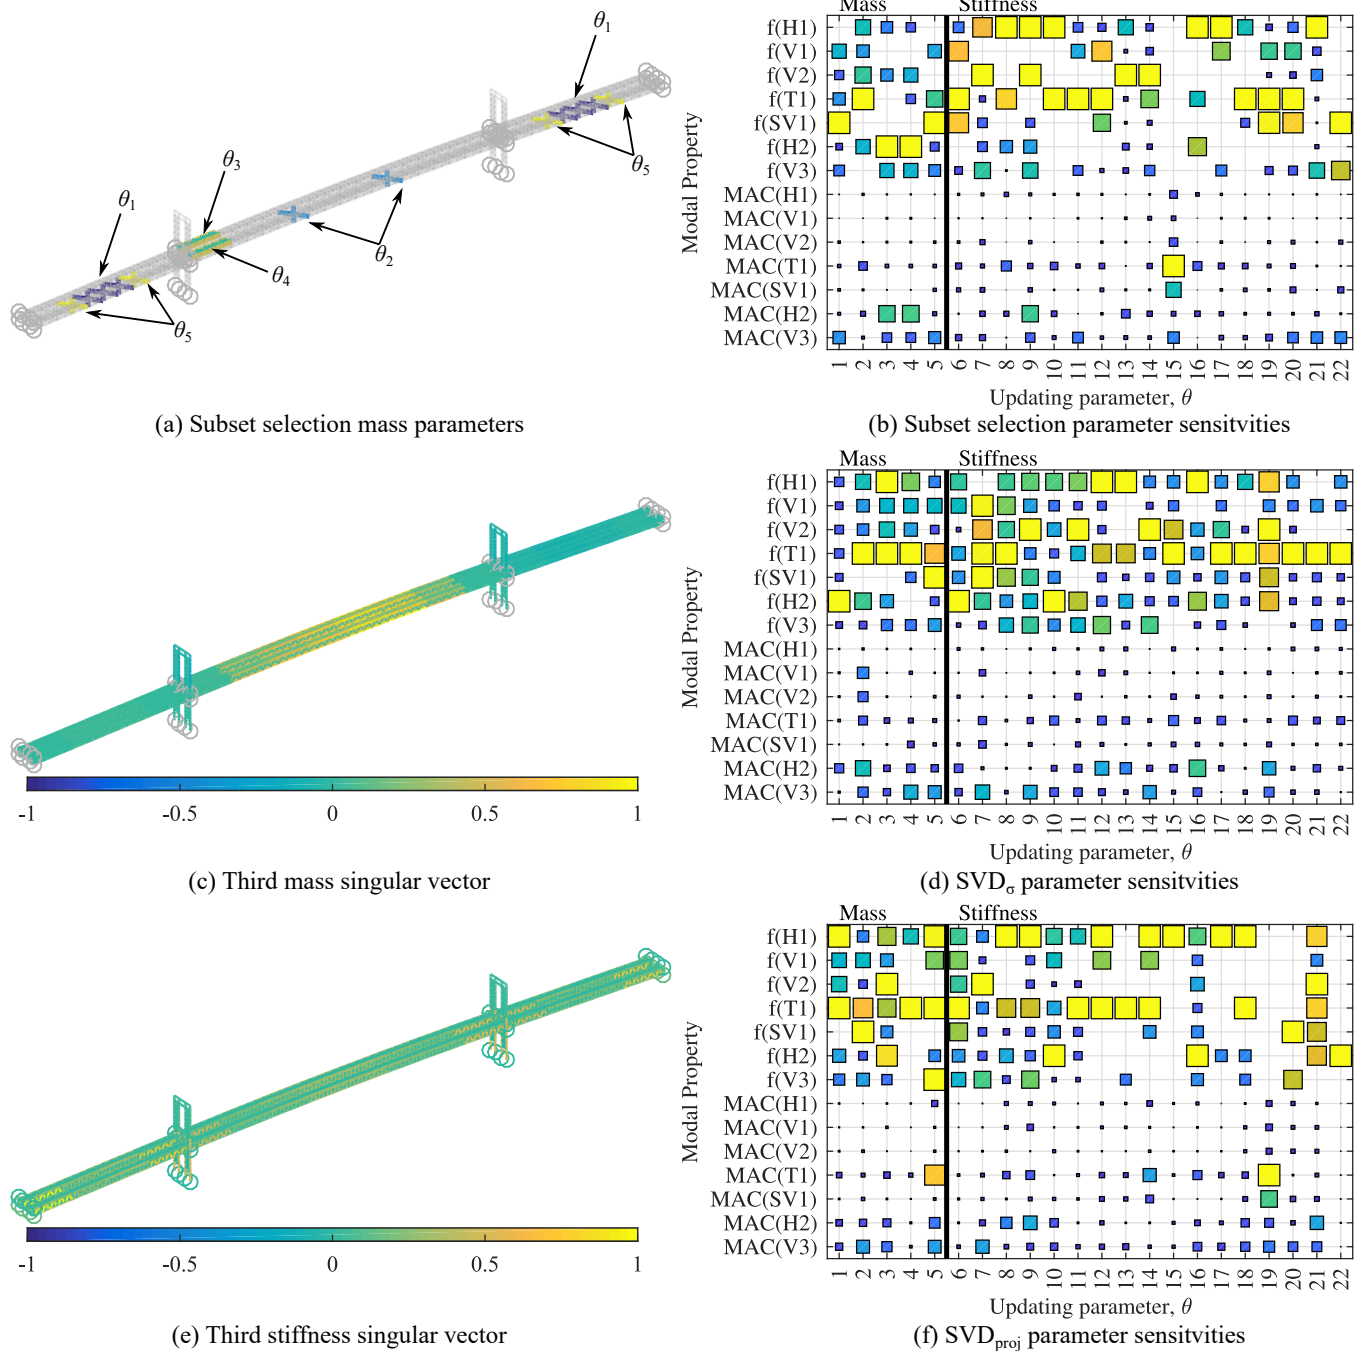 θ1
θ5
θ3
θ1
θ2
θ4
θ5
(a) Subset selection mass parameters
Mass
Stiffness
Modal Property
f(H1)
f(V1)
f(V2)
f(T1)
f(SV1)
f(H2)
f(V3)
MAC(H1)
MAC(V1)
MAC(V2)
MAC(T1)
MAC(SV1)
MAC(H2)
MAC(V3)
1 2 3 4 5 6 7 8 9 10 11 12 13 14 15 16 17 18 19 20 21 22
Updating parameter, θ
(b) Subset selection parameter sensitvities
-1 -0.5 0 0.5 1
(c) Third mass singular vector
Mass
Stiffness
Modal Property
f(H1)
f(V1)
f(V2)
f(T1)
f(SV1)
f(H2)
f(V3)
MAC(H1)
MAC(V1)
MAC(V2)
MAC(T1)
MAC(SV1)
MAC(H2)
MAC(V3)
1 2 3 4 5 6 7 8 9 10 11 12 13 14 15 16 17 18 19 20 21 22
Updating parameter, θ
(d) SVDσ parameter sensitvities
-1 -0.5 0 0.5 1
(e) Third stiffness singular vector
Mass
Stiffness
Modal Property
f(H1)
f(V1)
f(V2)
f(T1)
f(SV1)
f(H2)
f(V3)
MAC(H1)
MAC(V1)
MAC(V2)
MAC(T1)
MAC(SV1)
MAC(H2)
MAC(V3)
1 2 3 4 5 6 7 8 9 10 11 12 13 14 15 16 17 18 19 20 21 22
Updating parameter, θ
(f) SVDproj parameter sensitvities